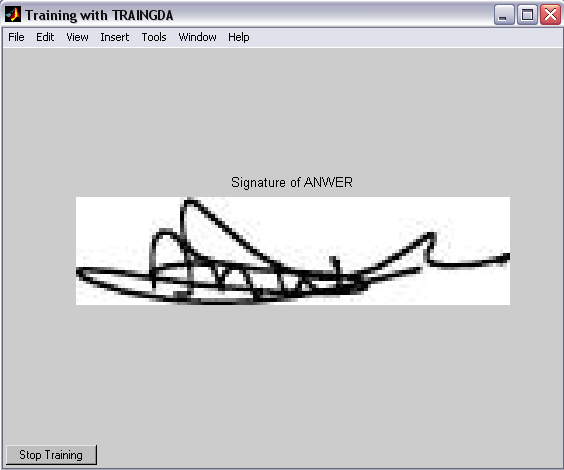 Training with TRAINGDA
File Edit View Insert Tools Window Help
Signature of ANWER
Stop Training